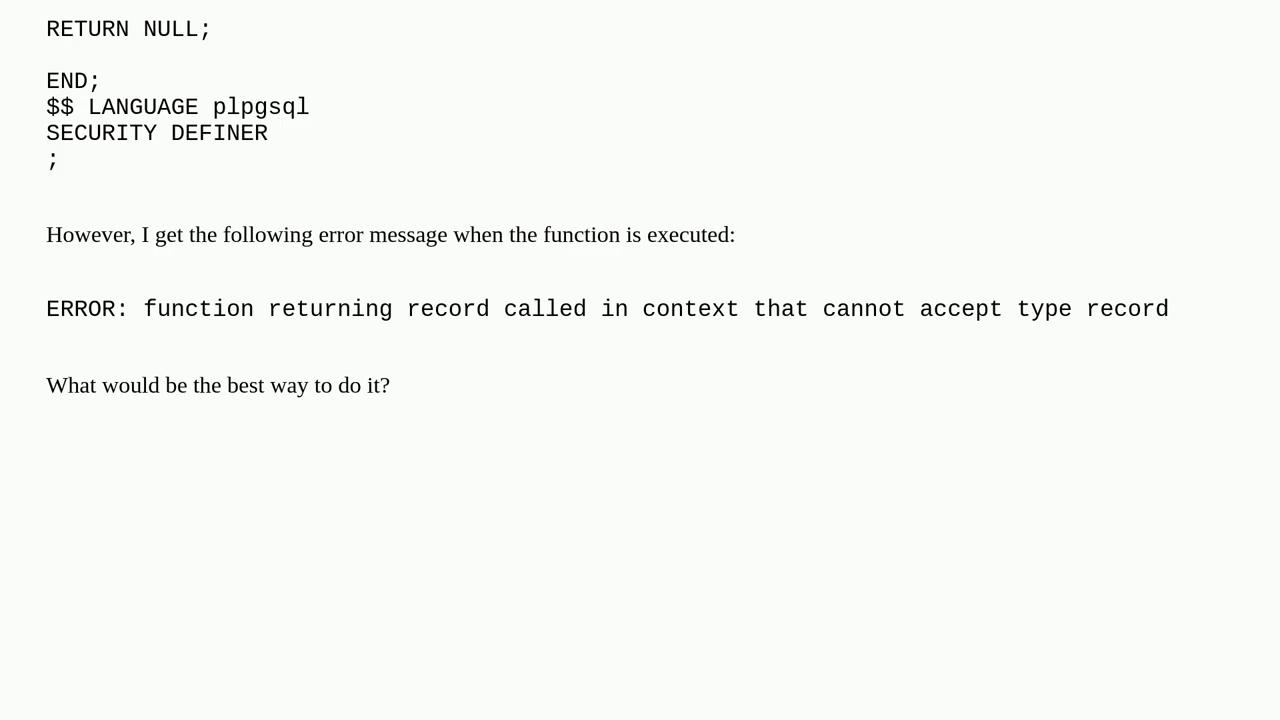 RETURN NULL;
END;
$$ LANGUAGE plpgsql
SECURITY DEFINER
;
However, I get the following error message when the function is executed:
ERROR: function returning record called in context that cannot accept type record
What would be the best way to do it?